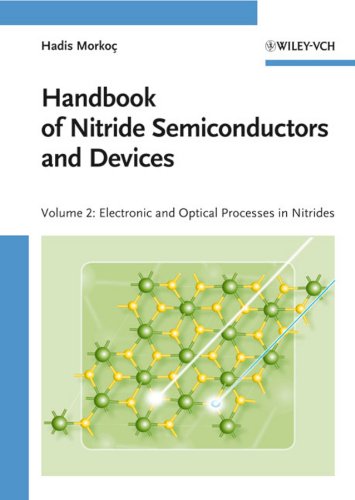 Hadis Morkoç
WILEY-VCH
Handbook
of Nitride Semiconductors
and Devices
Volume 2: Electronic and Optical Processes in Nitrides